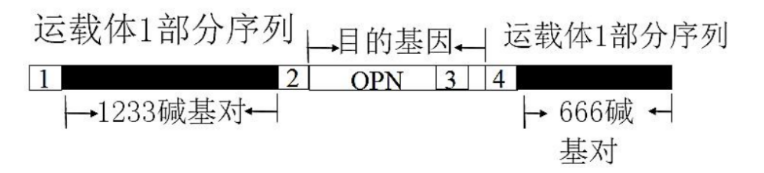 运载体1部分序列
目的基因
运载体1部分序列
1 2 OPN 3 4
1233碱基对
666碱
基对